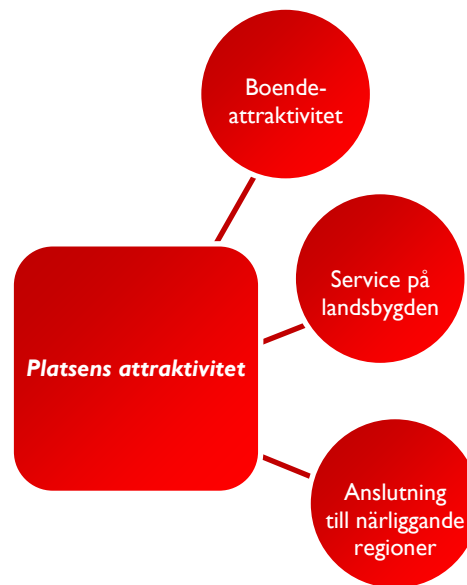 Boende-
attraktivitet
Service på
landsbygden
Platsens attraktivitet
Anslutning
till närliggande
regioner